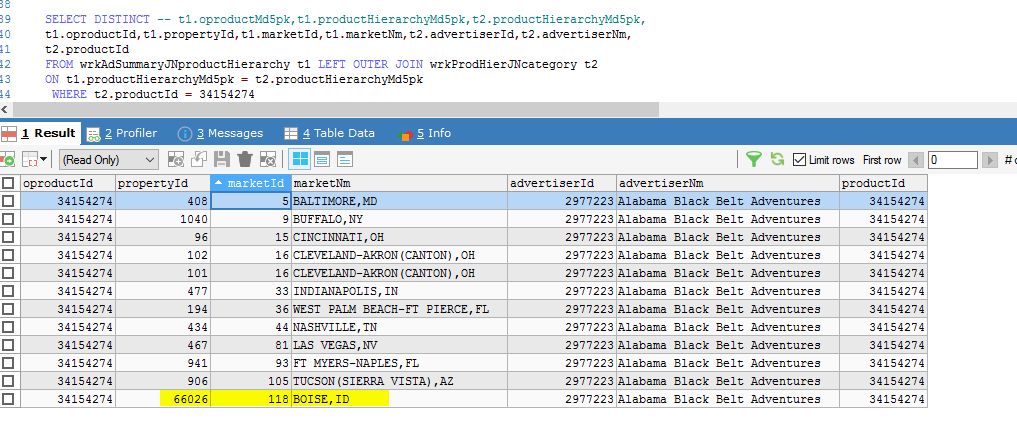 38
39 SELECT DISTINCT -- t1.oproductMd5pk,t1.productHierarchyMd5pk,t2.productHierarchyMd5pk,
40 t1.oproductId,t1.propertyId,t1.marketId,t1.marketNm,t2.advertiserId,t2.advertiserNm,
41 t2.productId
42 FROM wrkAdSummaryJNproductHierarchy t1 LEFT OUTER JOIN wrkProdHierJNcategory t2
43 ON t1.productHierarchyMd5pk = t2.productHierarchyMd5pk
44 WHERE t2.productId = 34154274
1 Result 2 Profiler 3 Messages 4 Table Data 5 Info
(Read Only) Limit rows First row 0 #
oproductId propertyId marketId marketNm advertiserId advertiserNm productId
34154274 408 5 BALTIMORE,MD 2977223 Alabama Black Belt Adventures 34154274
34154274 1040 9 BUFFALO,NY 2977223 Alabama Black Belt Adventures 34154274
34154274 96 15 CINCINNATI,OH 2977223 Alabama Black Belt Adventures 34154274
34154274 102 16 CLEVELAND-AKRON(CANTON),OH 2977223 Alabama Black Belt Adventures 34154274
34154274 101 16 CLEVELAND-AKRON(CANTON),OH 2977223 Alabama Black Belt Adventures 34154274
34154274 477 33 INDIANAPOLIS,IN 2977223 Alabama Black Belt Adventures 34154274
34154274 194 36 WEST PALM BEACH-FT PIERCE,FL 2977223 Alabama Black Belt Adventures 34154274
34154274 434 44 NASHVILLE,TN 2977223 Alabama Black Belt Adventures 34154274
34154274 467 81 LAS VEGAS,NV 2977223 Alabama Black Belt Adventures 34154274
34154274 941 93 FT MYERS-NAPLES,FL 2977223 Alabama Black Belt Adventures 34154274
34154274 906 105 TUCSON(SIERRA VISTA),AZ 2977223 Alabama Black Belt Adventures 34154274
34154274 66026 118 BOISE,ID 2977223 Alabama Black Belt Adventures 34154274